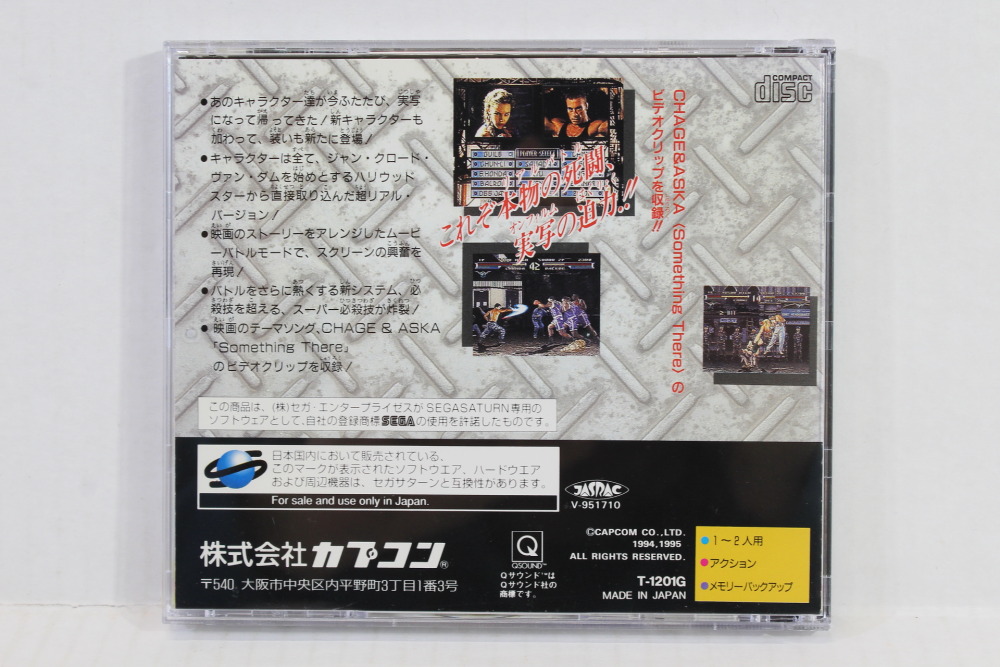 ●あのキャラクター達が今ふたたび、実写
になって帰ってきた！新キャラクターも
加わって、装いも新たに登場！
●キャラクターは全て、ジャン・クロード・
ヴァン・ダムを始めとするハリウッド
スターから直接取り込んだ超リアル・
バージョン！
●映画のストーリーをアレンジしたムービ
ーバトルモードで、スクリーンの興奮を
再現！
●バトルをさらに熱くする新システム、必
殺技を超える、スーパー必殺技が炸裂！
●映画のテーマソング、CHAGE & ASKA
「Something There」
のビデオクリップを収録！
PLAYER SELECT
これぞ本物の死闘、
実写の迫力!!
CHAGE&ASKA〈Something There〉の
ビデオクリップを収録!!
COMPACT
disc
この商品は、(株)セガ・エンタープライゼスがSEGASATURN専用の
ソフトウェアとして、自社の登録商標SEGAの使用を許諾したものです。
日本国内において販売されている、
このマークが表示されたソフトウエア、ハードウエア
および周辺機器は、セガサターンと互換性があります。
For sale and use only in Japan.
株式会社カプコン®
〒540 大阪市中央区内平野町3丁目1番3号
Q
QSOUND™
Qサウンド™は
Qサウンド社の
商標です。
JASRAC
V-951710
©CAPCOM CO.,LTD.
1994,1995
ALL RIGHTS RESERVED.
T-1201G
MADE IN JAPAN
●1～2人用
●アクション
●メモリーバックアップ